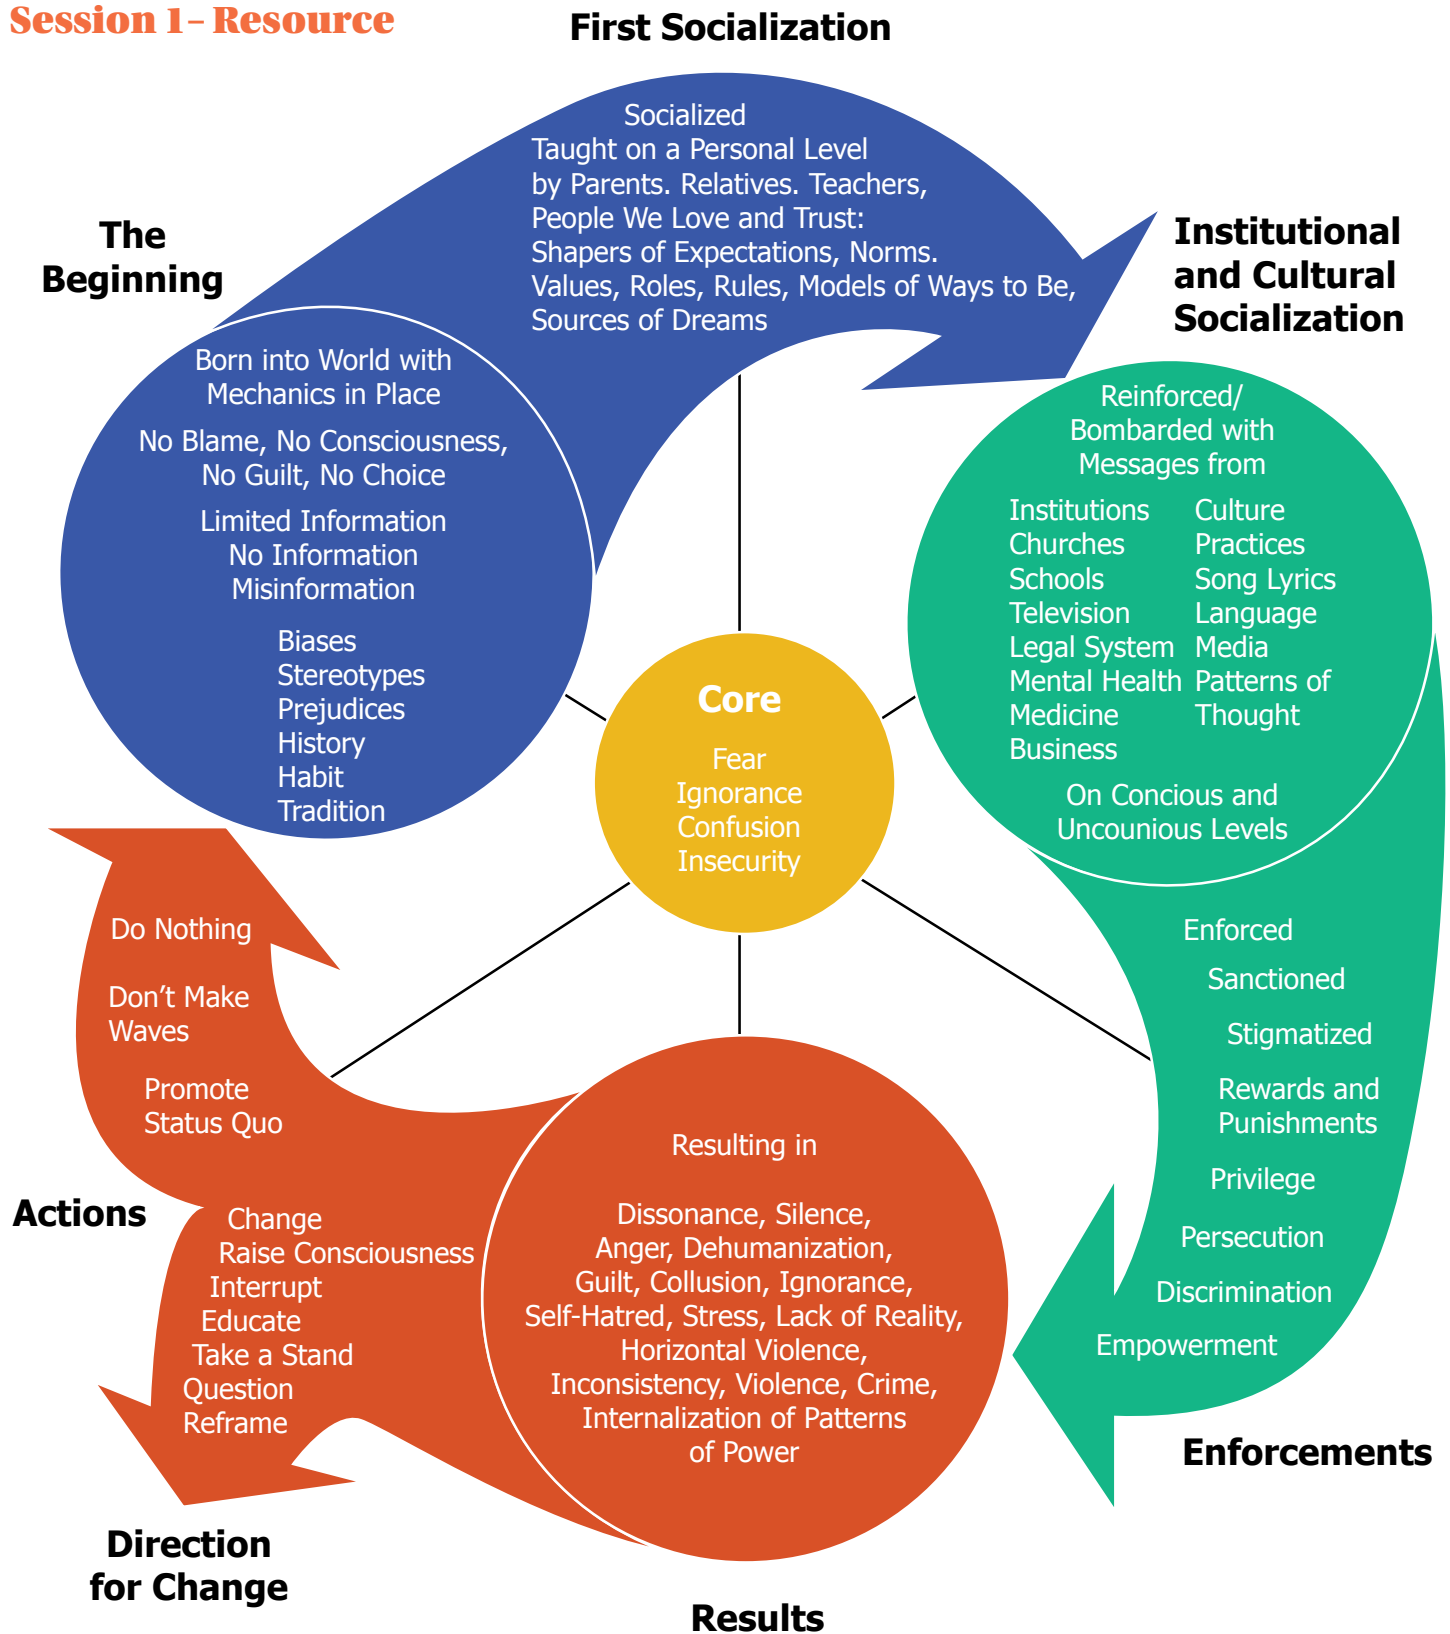 Session 1– Resource
First Socialization
Socialized
Taught on a Personal Level
by Parents. Relatives. Teachers,
People We Love and Trust:
Shapers of Expectations, Norms.
Values, Roles, Rules, Models of Ways to Be,
Sources of Dreams
The
Beginning
Born into World with
Mechanics in Place
No Blame, No Consciousness,
No Guilt, No Choice
Limited Information
No Information
Misinformation
Biases
Stereotypes
Prejudices
History
Habit
Tradition
Institutional
and Cultural
Socialization
Reinforced/
Bombarded with
Messages from
Institutions
Churches
Schools
Television
Legal System
Mental Health
Medicine
Business
Culture
Practices
Song Lyrics
Language
Media
Patterns of
Thought
On Concious and
Uncounious Levels
Core
Fear
Ignorance
Confusion
Insecurity
Enforced
Sanctioned
Stigmatized
Rewards and
Punishments
Privilege
Persecution
Discrimination
Empowerment
Enforcements
Resulting in
Dissonance, Silence,
Anger, Dehumanization,
Guilt, Collusion, Ignorance,
Self-Hatred, Stress, Lack of Reality,
Horizontal Violence,
Inconsistency, Violence, Crime,
Internalization of Patterns
of Power
Results
Do Nothing
Don’t Make
Waves
Promote
Status Quo
Actions
Change
Raise Consciousness
Interrupt
Educate
Take a Stand
Question
Reframe
Direction
for Change